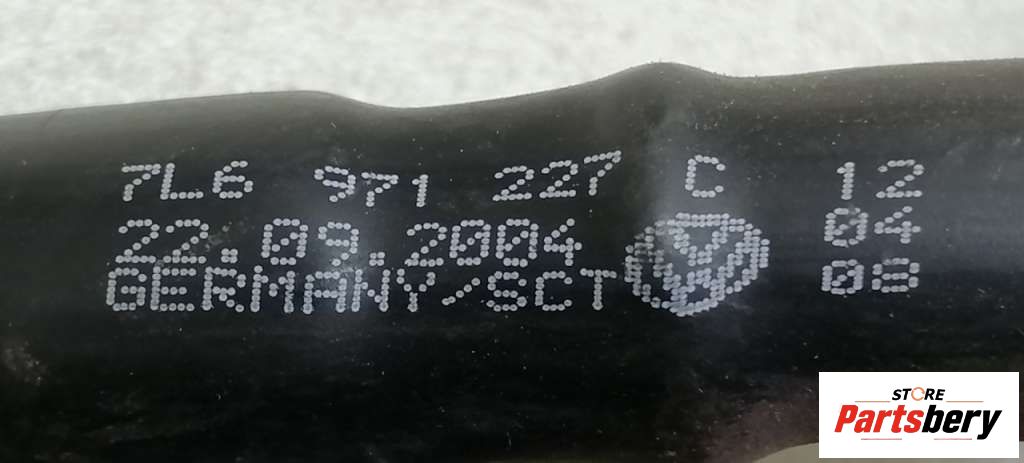 7L6 971 227 C 12
22.09.2004 04
GERMANY/SCT 08
STORE
Partsbery